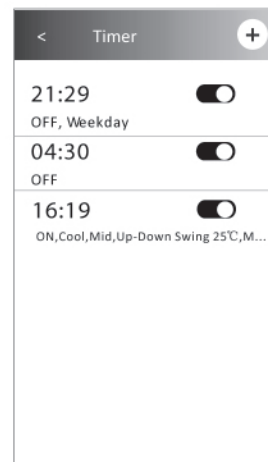 < Timer +
21:29
OFF, Weekday
04:30
OFF
16:19
ON,Cool,Mid,Up-Down Swing 25℃,M...